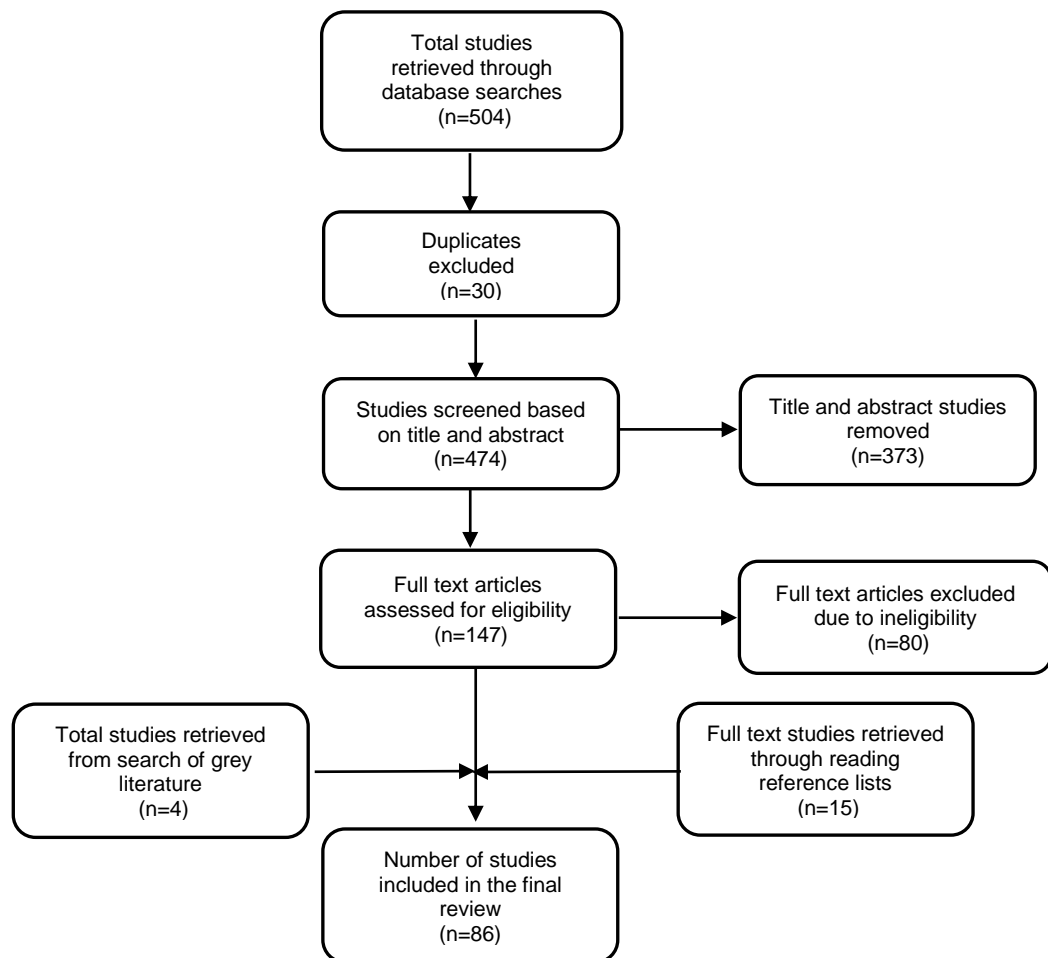 Total studies
retrieved through
database searches
(n=504)
Duplicates
excluded
(n=30)
Studies screened based
on title and abstract
(n=474)
Title and abstract studies
removed
(n=373)
Full text articles
assessed for eligibility
(n=147)
Full text articles excluded
due to ineligibility
(n=80)
Total studies retrieved
from search of grey
literature
(n=4)
Full text studies retrieved
through reading
reference lists
(n=15)
Number of studies
included in the final
review
(n=86)